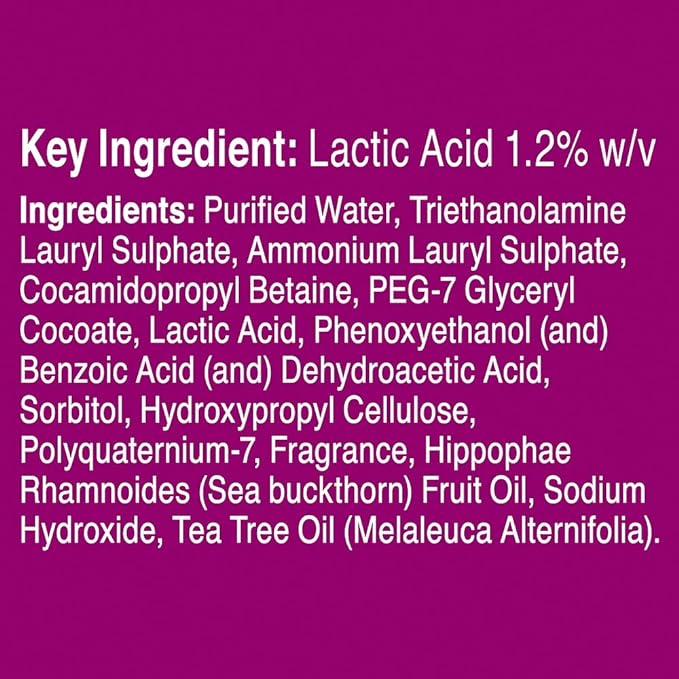 Key Ingredient: Lactic Acid 1.2% w/v
Ingredients: Purified Water, Triethanolamine
Lauryl Sulphate, Ammonium Lauryl Sulphate,
Cocamidopropyl Betaine, PEG-7 Glyceryl
Cocoate, Lactic Acid, Phenoxyethanol (and)
Benzoic Acid (and) Dehydroacetic Acid,
Sorbitol, Hydroxypropyl Cellulose,
Polyquaternium-7, Fragrance, Hippophae
Rhamnoides (Sea buckthorn) Fruit Oil, Sodium
Hydroxide, Tea Tree Oil (Melaleuca Alternifolia).